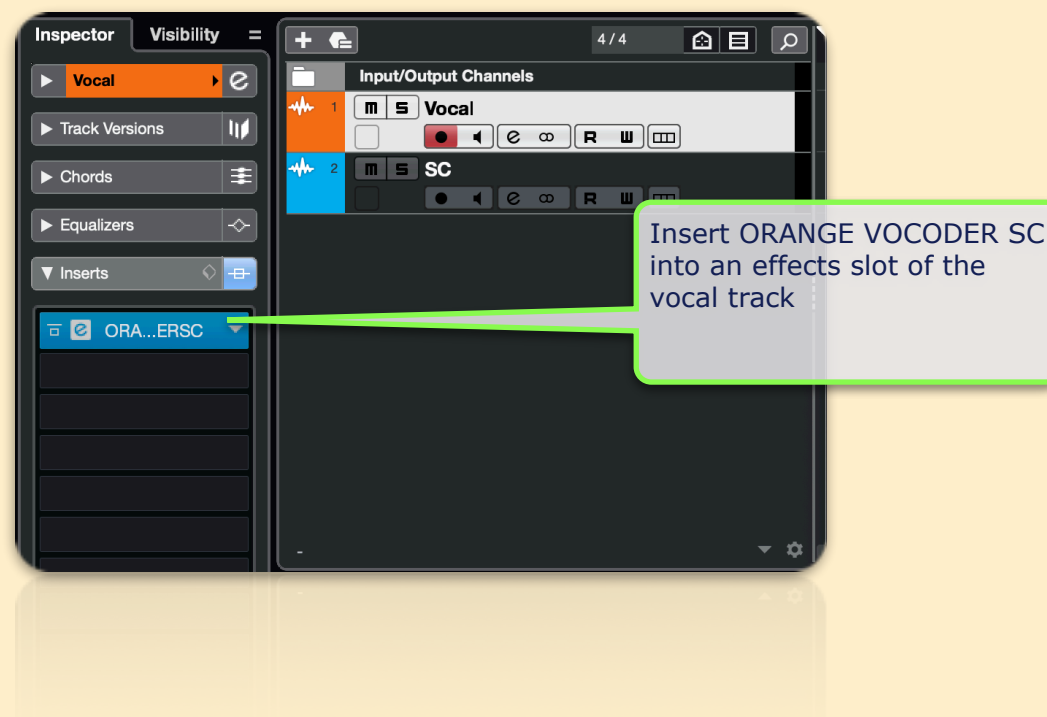 Inspector Visibility
4 / 4
Vocal
Input/Output Channels
1 m s Vocal
e R W
Track Versions
2 m s SC
e R W
Chords
Equalizers
Inserts
Insert ORANGE VOCODER SC
into an effects slot of the
vocal track
e ORA...ERSC
-